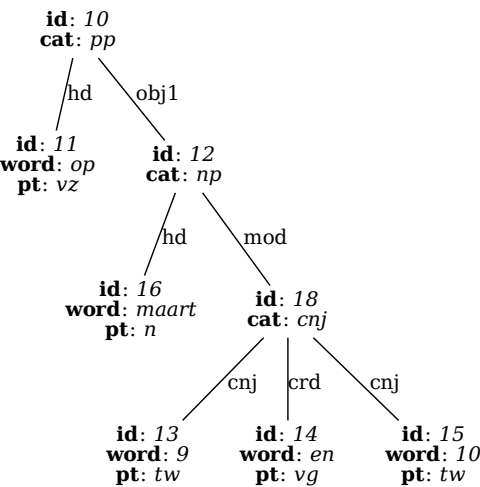 id: 10
cat: pp
hd
obj1
id: 11
word: op
pt: vz
id: 12
cat: np
hd
mod
id: 16
word: maart
pt: n
id: 18
cat: cnj
cnj
crd
cnj
id: 13
word: 9
pt: tw
id: 14
word: en
pt: vg
id: 15
word: 10
pt: tw